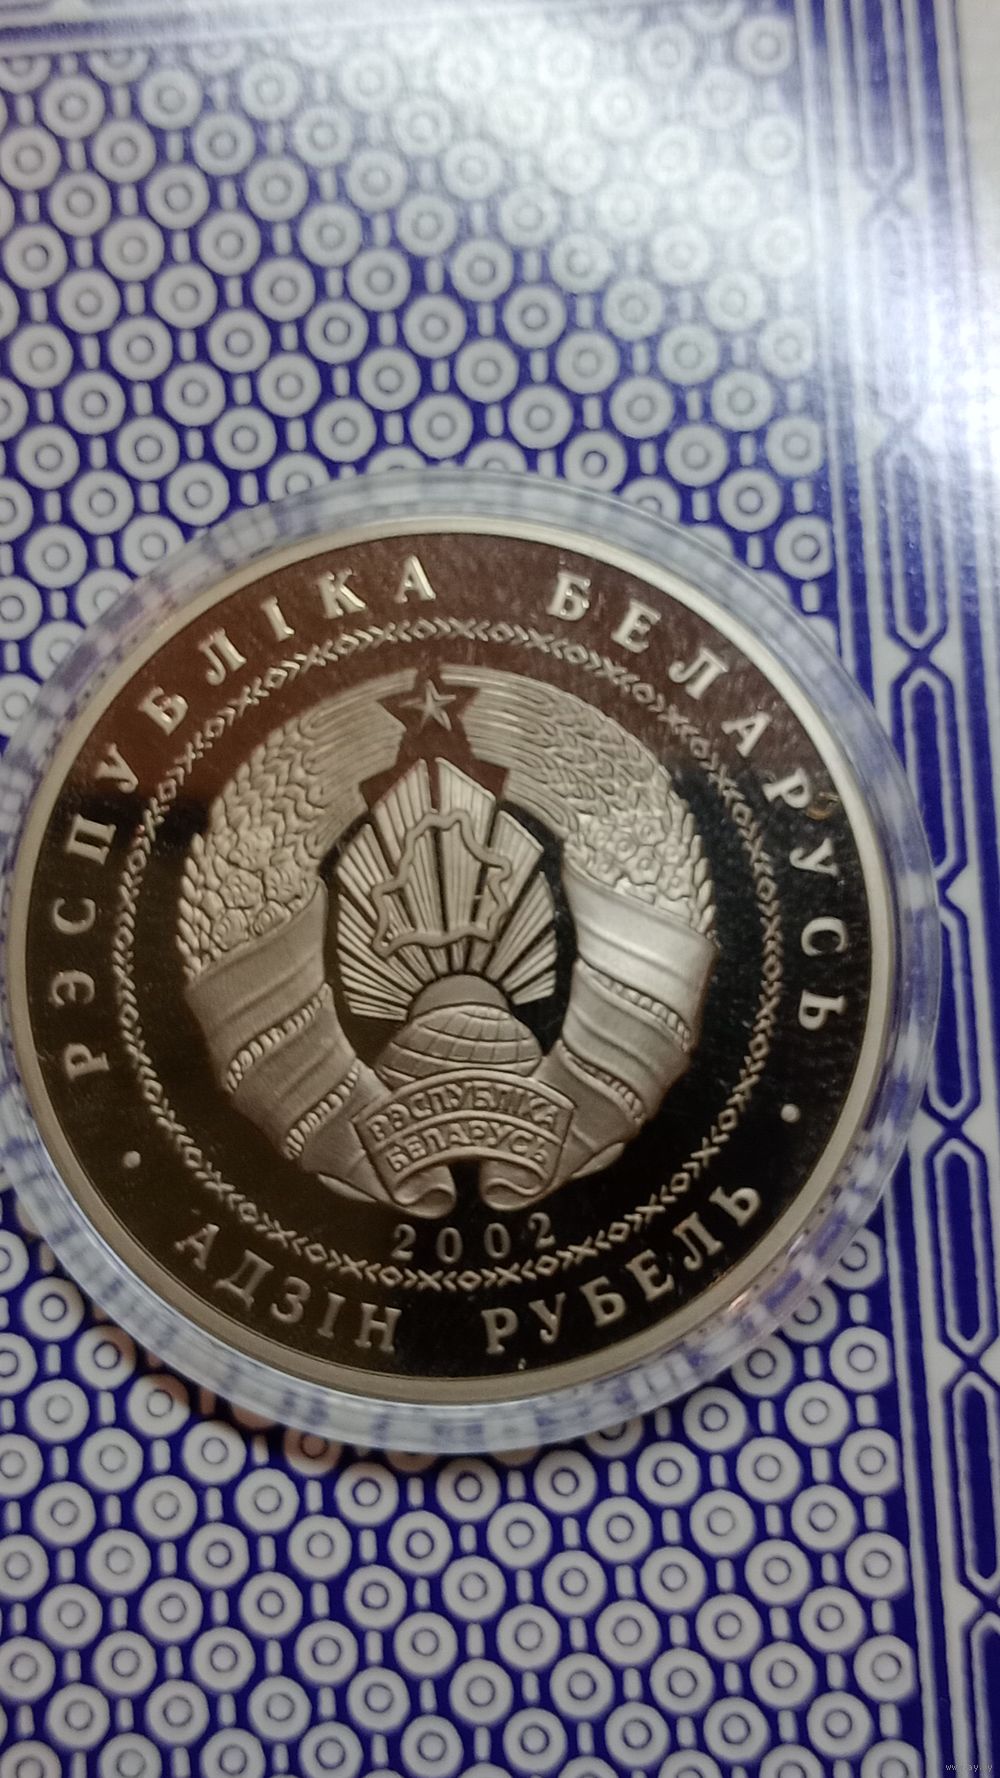 РЭСПУБЛІКА БЕЛАРУСЬ
РЭСПУБЛІКА
БЕЛАРУСЬ
2002
АДЗІН РУБЕЛЬ